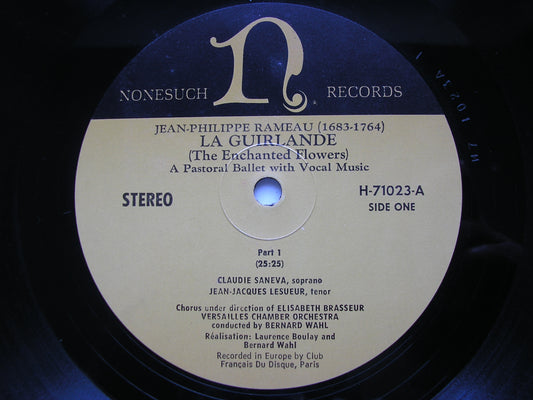 NONESUCH n RECORDS
JEAN-PHILIPPE RAMEAU (1683-1764)
LA GUIRLANDE
(The Enchanted Flowers)
A Pastoral Ballet with Vocal Music
STEREO
H-71023-A
SIDE ONE
Part 1
(25:25)
CLAUDIE SANEVA, soprano
JEAN-JACQUES LESUEUR, tenor
Chorus under direction of ELISABETH BRASSEUR
VERSAILLES CHAMBER ORCHESTRA
conducted by BERNARD WAHL
Réalisation: Laurence Boulay and
Bernard Wahl
Recorded in Europe by Club
Français Du Disque, Paris